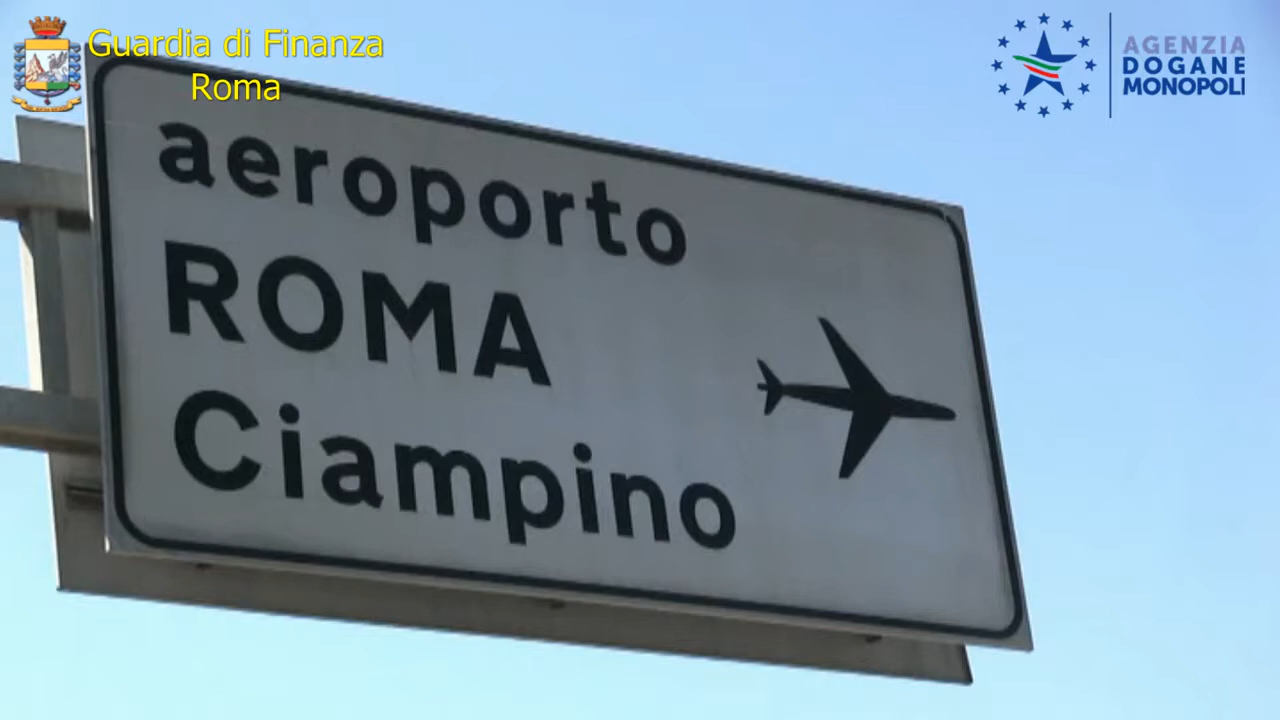 Guardia di Finanza
Roma
AGENZIA
DOGANE
MONOPOLI
aeroporto
ROMA
Ciampino